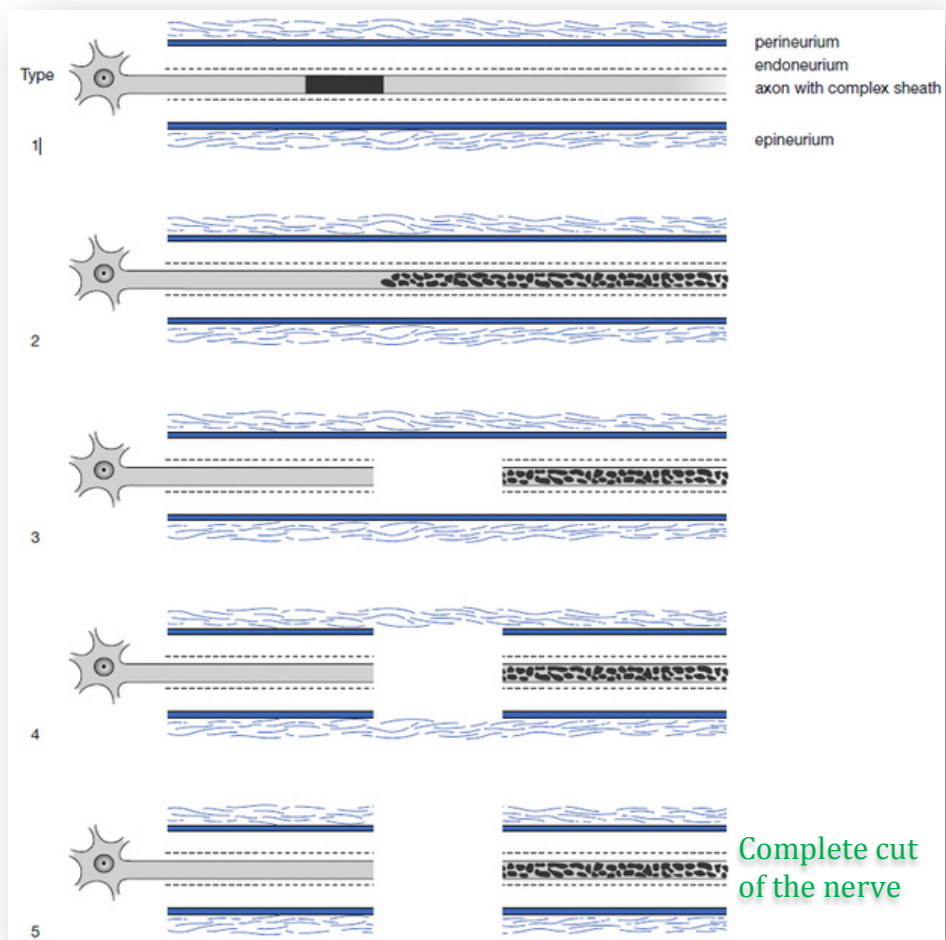 perineurium
endoneurium
Type
axon with complex sheath
1|
epineurium
2
3
4
Complete cut
of the nerve
5